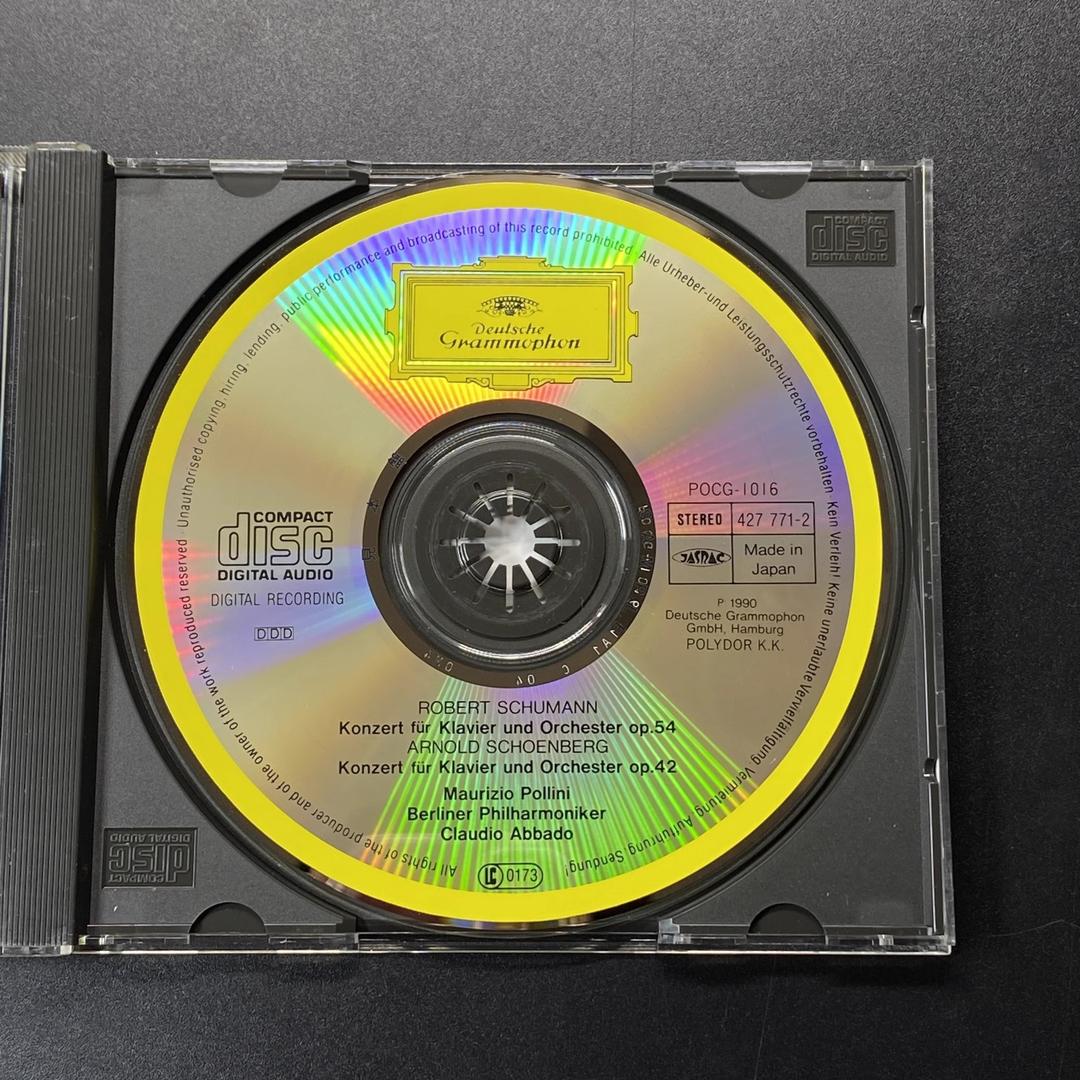 COMPACT
disc
DIGITAL AUDIO
All rights of the producer and of the owner of the work reproduced reserved · Unauthorised copying, hiring, lending, public performance and broadcasting of this record prohibited.
Alle Urheber-und Leistungsschutzrechte vorbehalten. Kein Verleih! Keine unerlaubte Vervielfältigung, Vermietung, Aufführung, Sendung!
Deutsche
Grammophon
COMPACT
disc
DIGITAL AUDIO
DIGITAL RECORDING
DDD
POCG-1016
STEREO
427 771-2
JASRAC
Made in
Japan
P 1990
Deutsche Grammophon
GmbH, Hamburg
POLYDOR K.K.
ROBERT SCHUMANN
Konzert für Klavier und Orchester op.54
ARNOLD SCHOENBERG
Konzert für Klavier und Orchester op.42
Maurizio Pollini
Berliner Philharmoniker
Claudio Abbado
LC 0173
COMPACT
disc
DIGITAL AUDIO